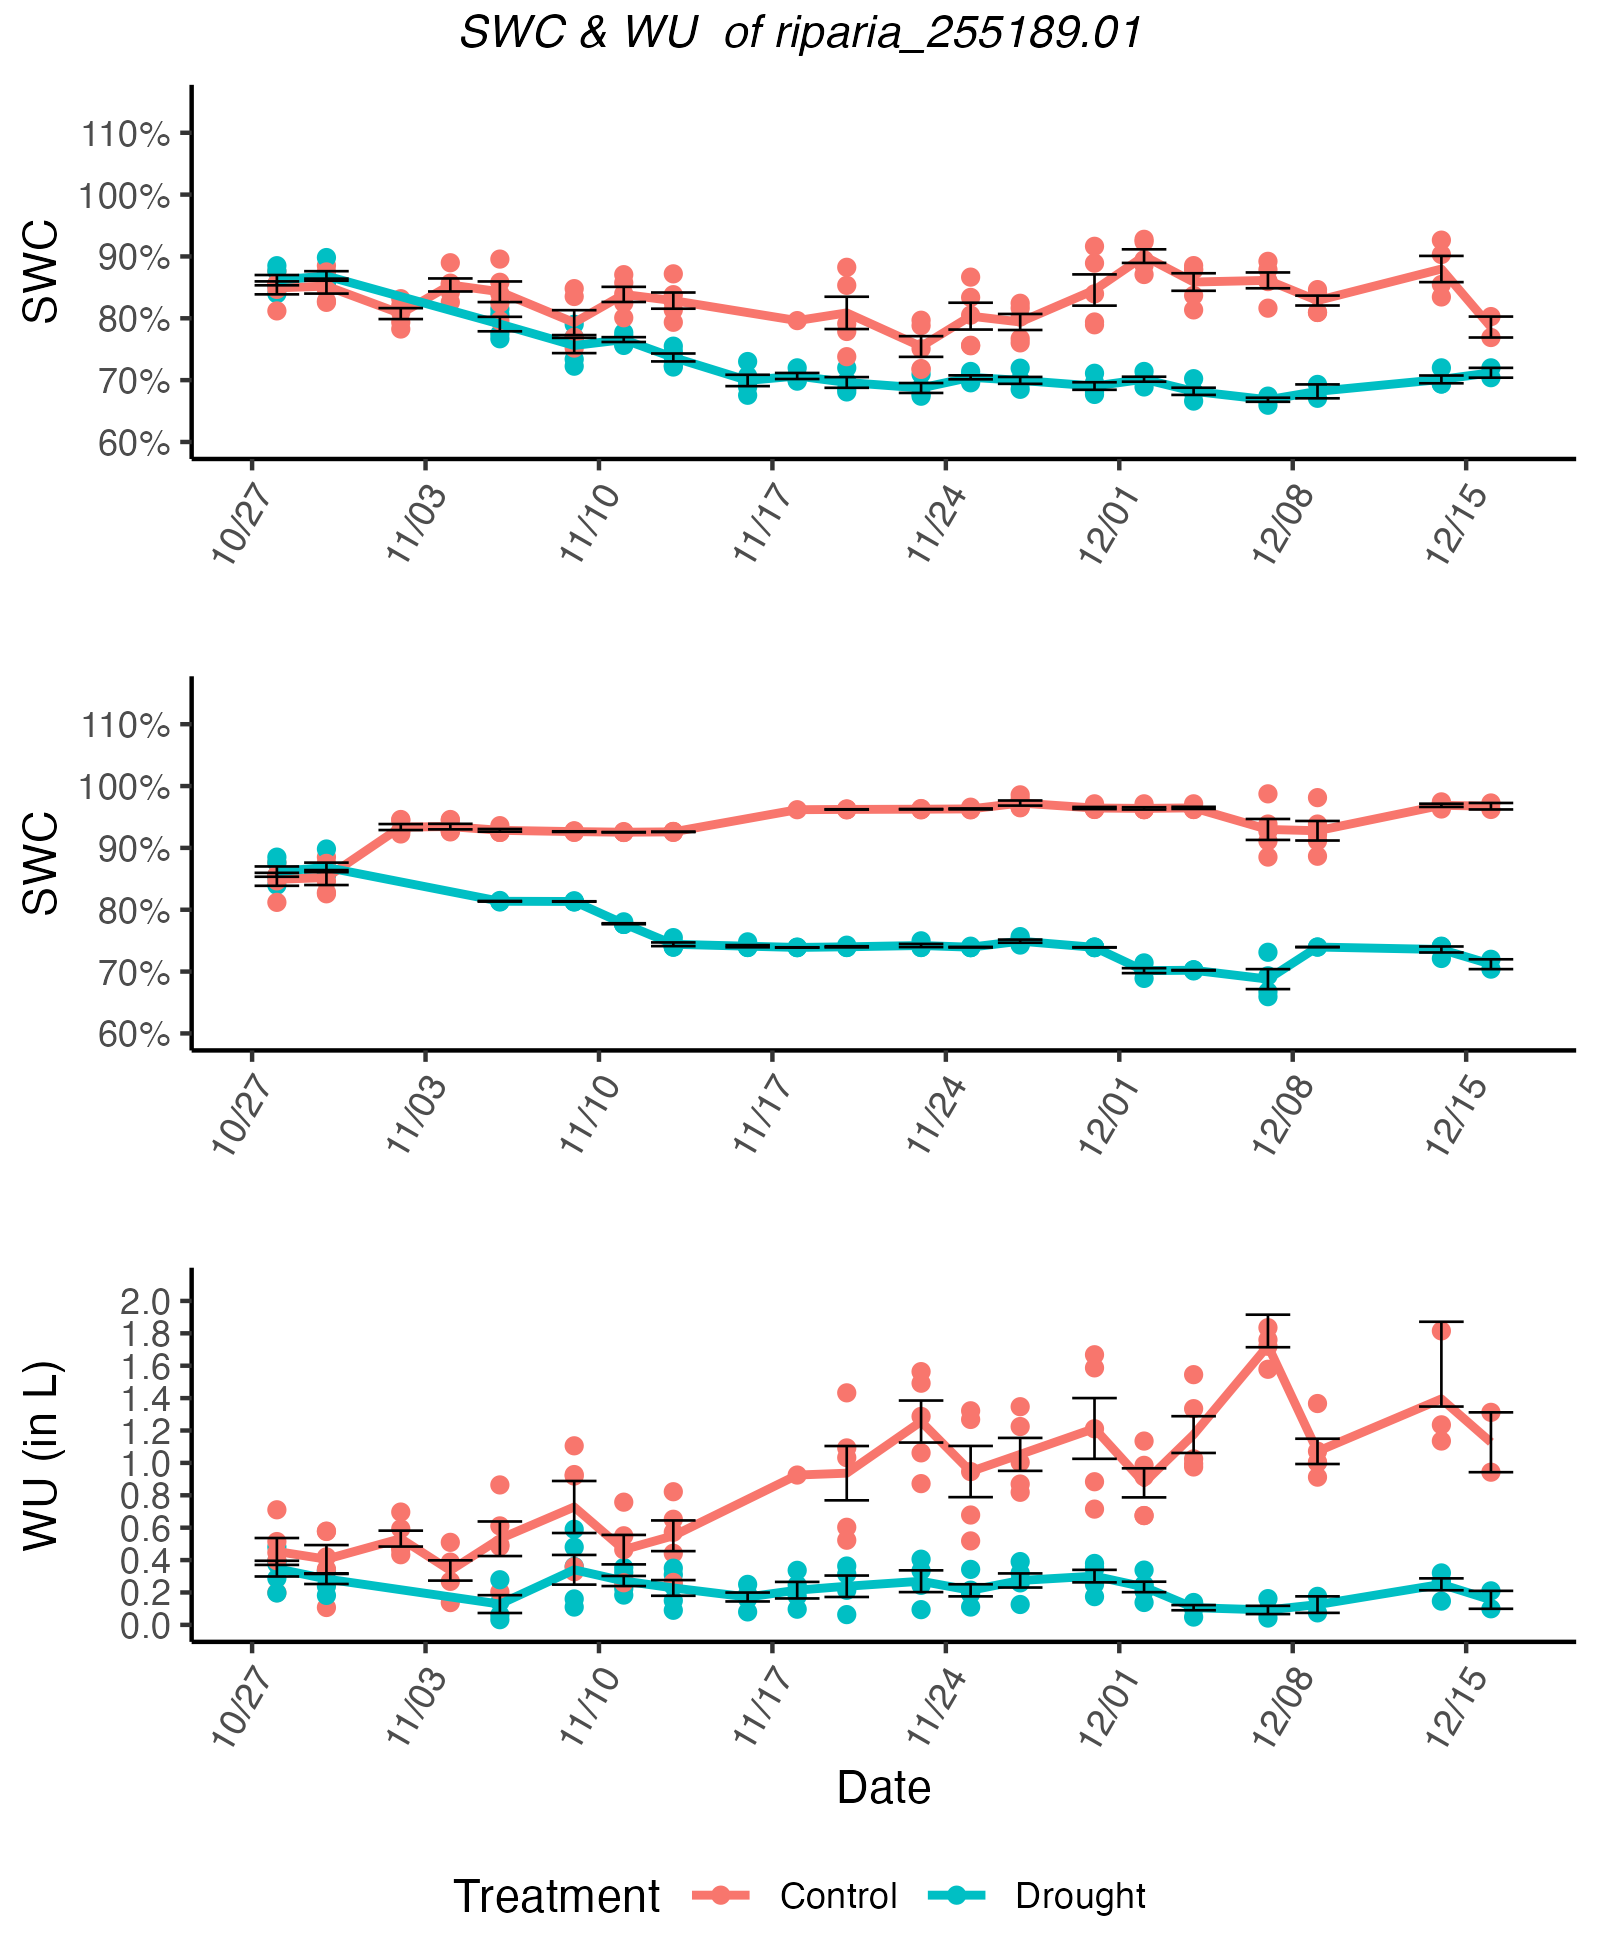 SWC & WU  of riparia_255189.01
SWC
110%
100%
90%
80%
70%
60%
10/27 11/03 11/10 11/17 11/24 12/01 12/08 12/15
SWC
110%
100%
90%
80%
70%
60%
10/27 11/03 11/10 11/17 11/24 12/01 12/08 12/15
WU (in L)
2.0
1.8
1.6
1.4
1.2
1.0
0.8
0.6
0.4
0.2
0.0
10/27 11/03 11/10 11/17 11/24 12/01 12/08 12/15
Date
Treatment Control Drought